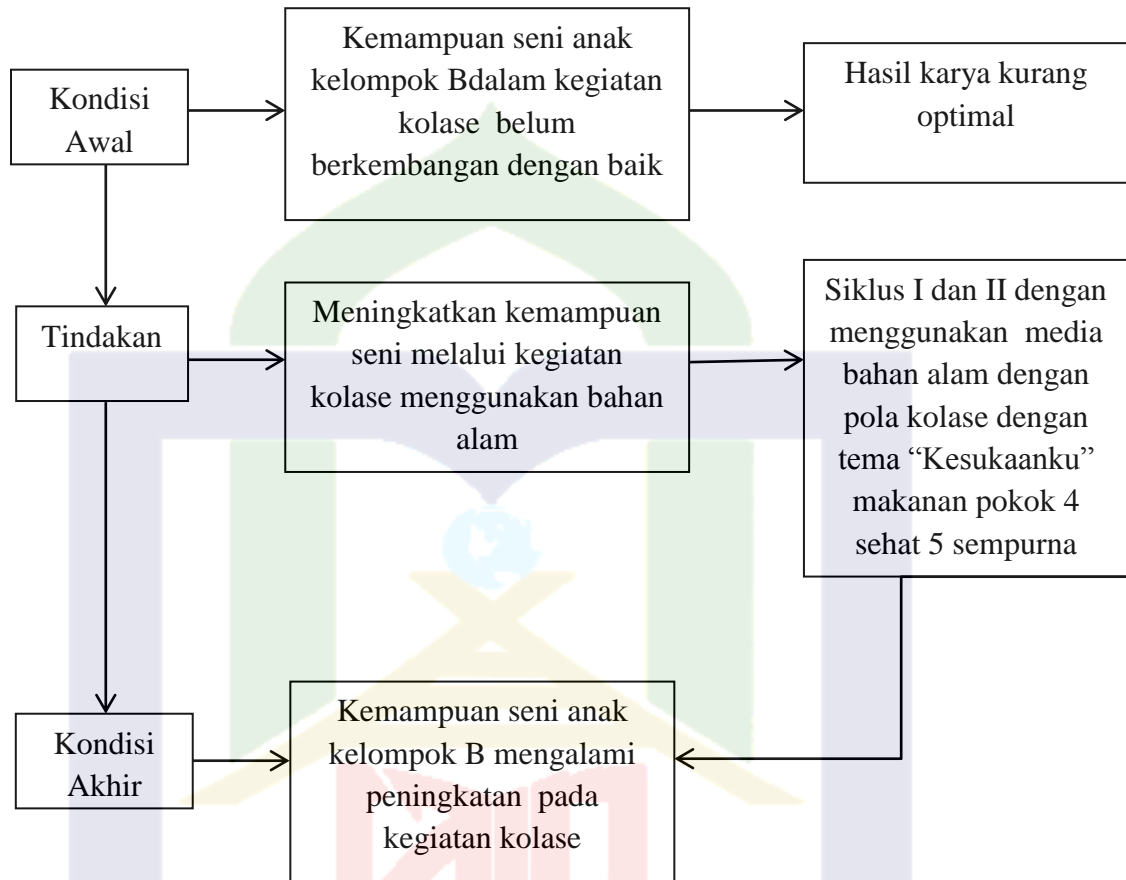 Kondisi
Awal
Kemampuan seni anak
kelompok Bdalam kegiatan
kolase belum
berkembangan dengan baik
Hasil karya kurang
optimal
Tindakan
Meningkatkan kemampuan
seni melalui kegiatan
kolase menggunakan bahan
alam
Siklus I dan II dengan
menggunakan media
bahan alam dengan
pola kolase dengan
tema “Kesukaanku”
makanan pokok 4
sehat 5 sempurna
Kondisi
Akhir
Kemampuan seni anak
kelompok B mengalami
peningkatan pada
kegiatan kolase